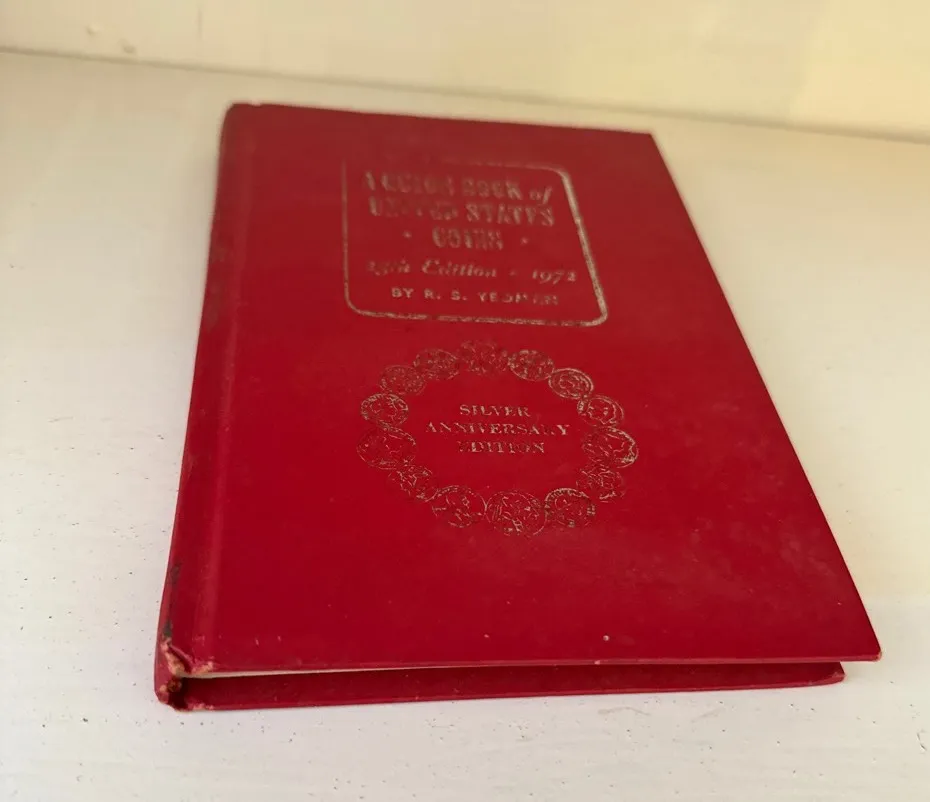 A GUIDE BOOK of
UNITED STATES
• COINS •
25th Edition • 1972
BY R. S. YEOMAN
SILVER
ANNIVERSARY
EDITION